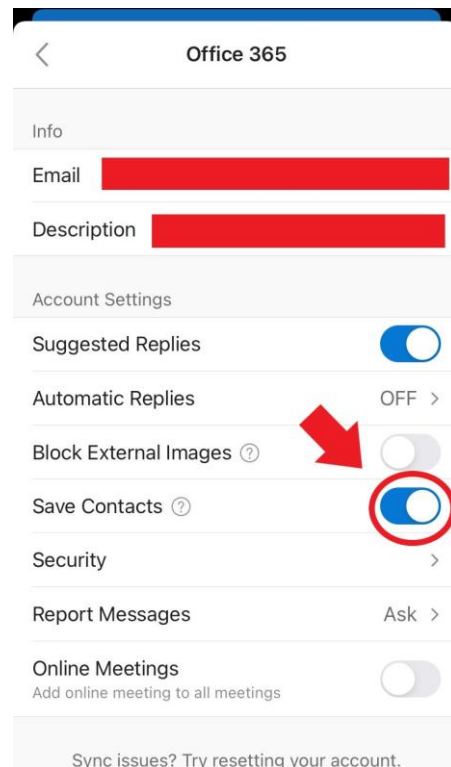 Office 365
Info
Email
Description
Account Settings
Suggested Replies
Automatic Replies OFF >
Block External Images ?
Save Contacts ?
Security >
Report Messages Ask >
Online Meetings
Add online meeting to all meetings
Sync issues? Try resetting your account.